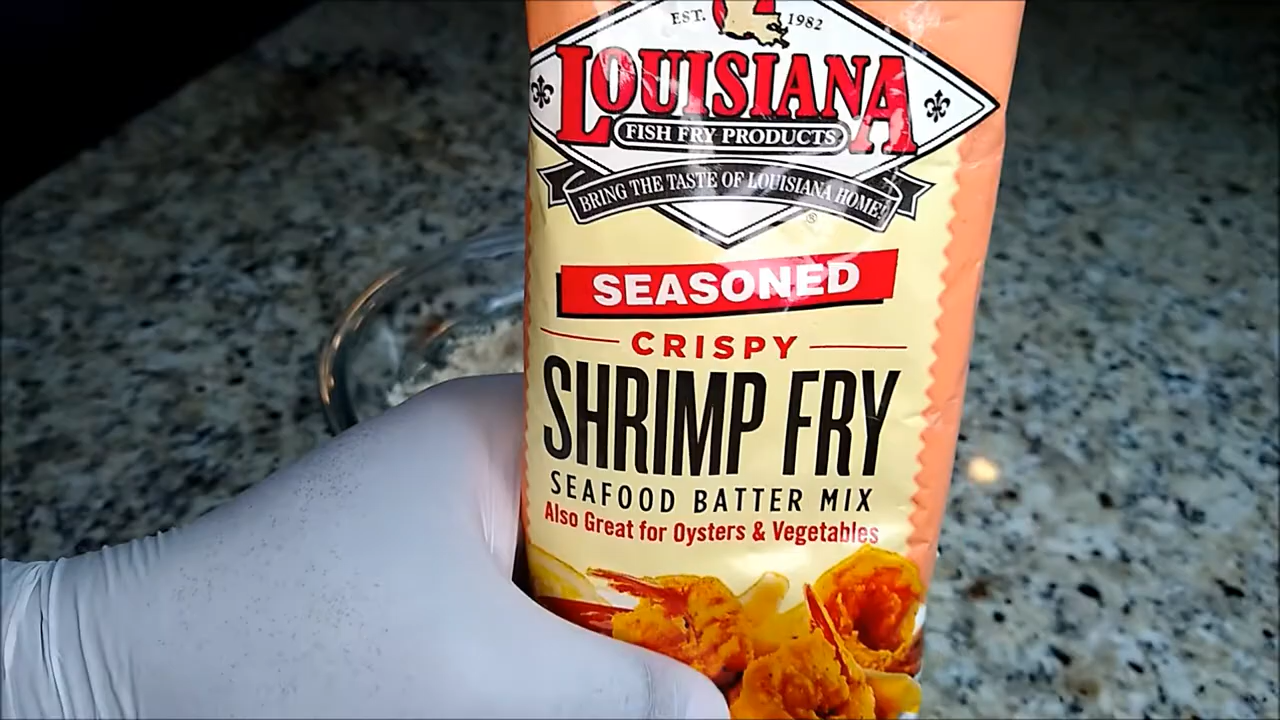 EST. 1982
LOUISIANA
FISH FRY PRODUCTS
BRING THE TASTE OF LOUISIANA HOME!
®
SEASONED
CRISPY
SHRIMP FRY
SEAFOOD BATTER MIX
Also Great for Oysters & Vegetables